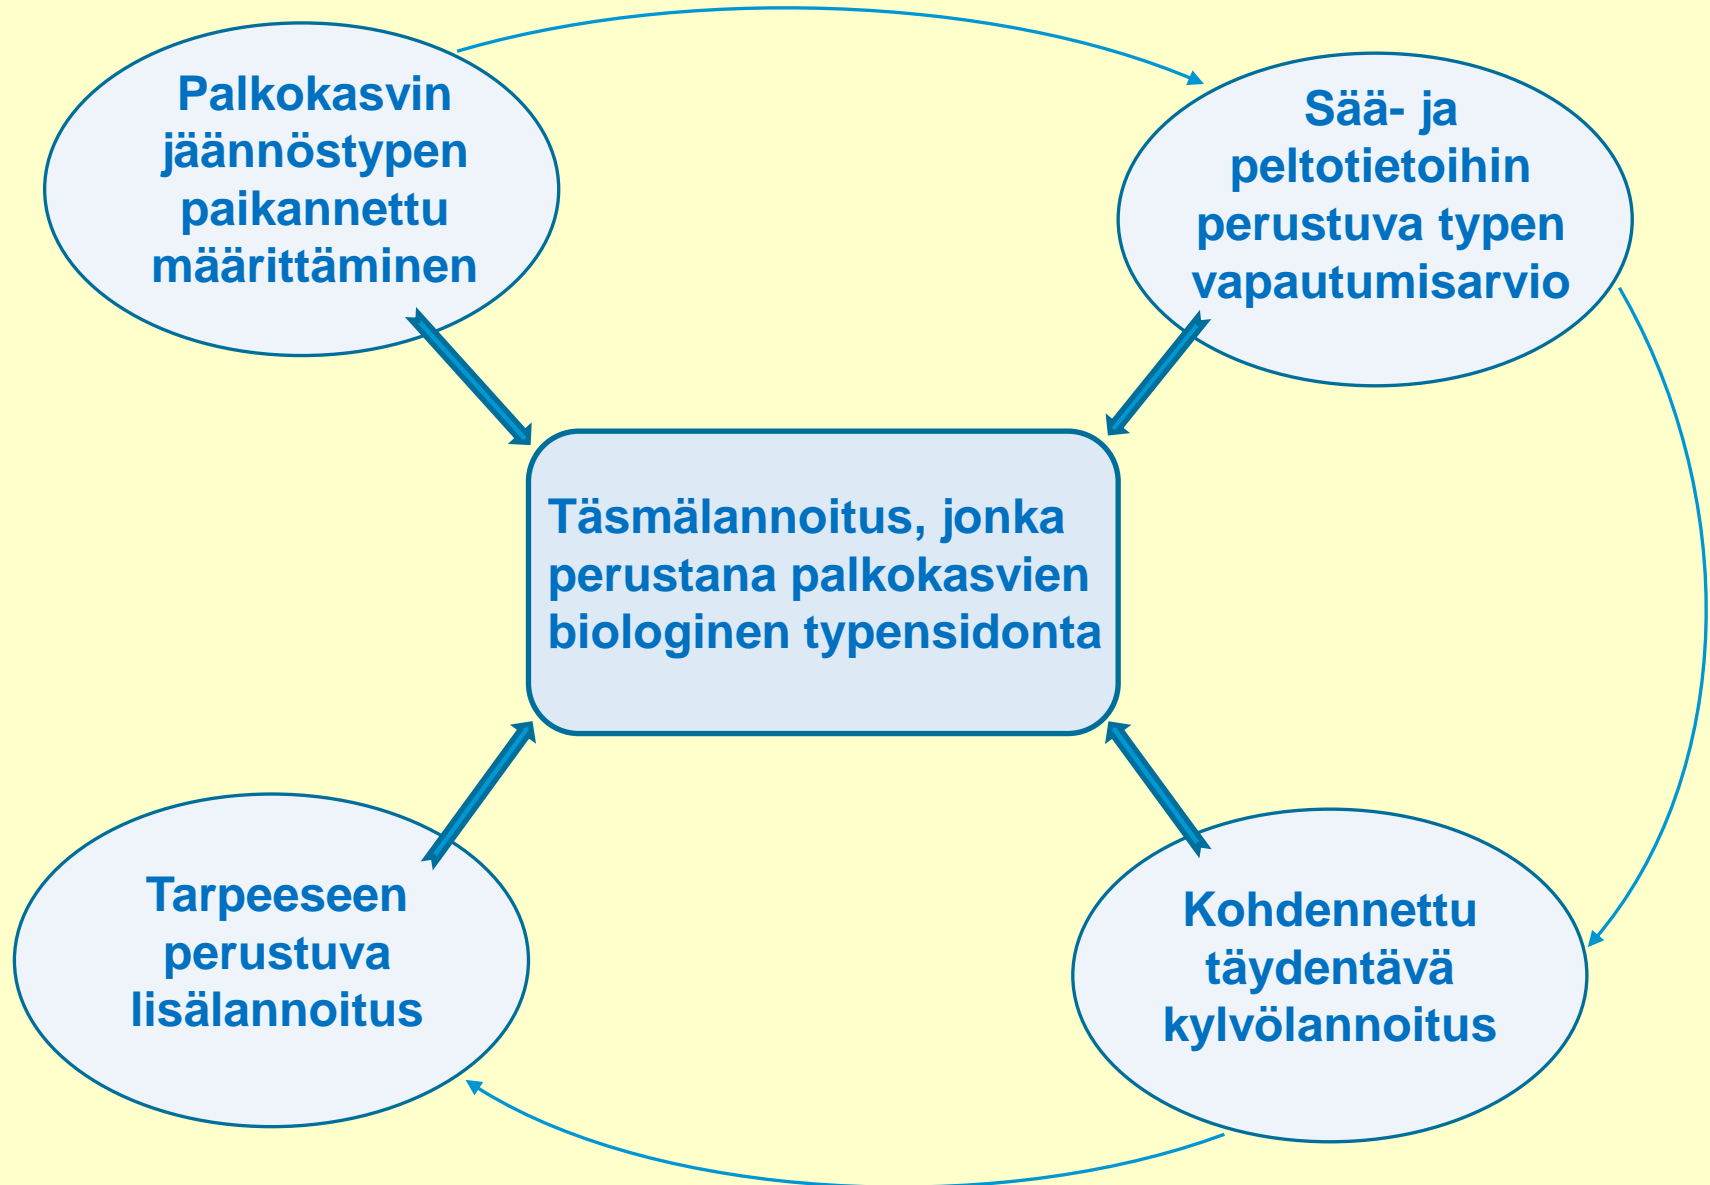 Palkokasvin
jäännöstypen
paikannettu
määrittäminen
Sää- ja
peltotietoihin
perustuva typen
vapautumisarvio
Täsmälannoitus, jonka
perustana palkokasvien
biologinen typensidonta
Tarpeeseen
perustuva
lisälannoitus
Kohdennettu
täydentävä
kylvölannoitus